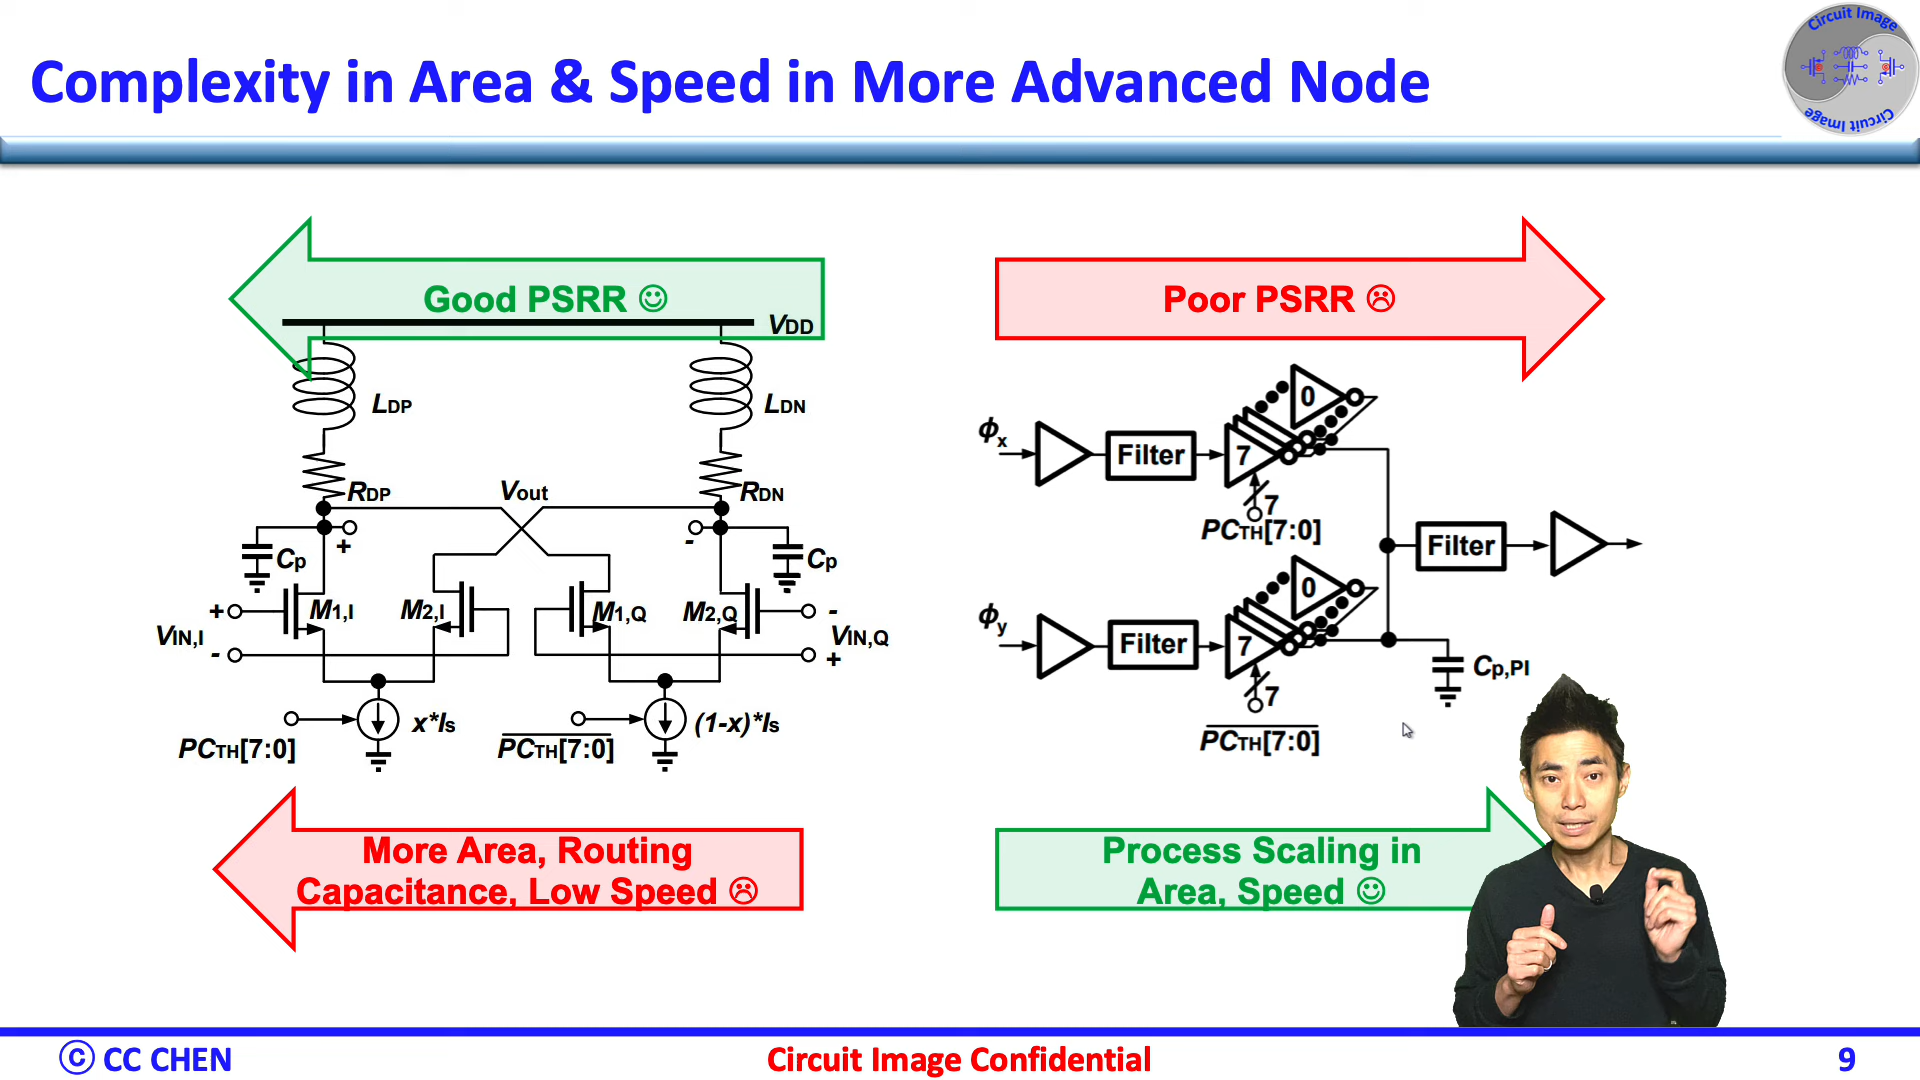 Complexity in Area & Speed in More Advanced Node
Circuit Image
Circuit Image
Good PSRR ☺
VDD
LDP
LDN
RDP
Vout
RDN
+
-
Cp
Cp
+
M1,I
M2,I
M1,Q
M2,Q
-
VIN,I
VIN,Q
-
+
x*Is
(1-x)*Is
PCTH[7:0]
PCTH[7:0]
More Area, Routing
Capacitance, Low Speed ☹
Poor PSRR ☹
0
ϕx
Filter
7
7
PCTH[7:0]
Filter
0
ϕy
Filter
7
Cp,PI
7
PCTH[7:0]
Process Scaling in
Area, Speed ☺
© CC CHEN
Circuit Image Confidential
9